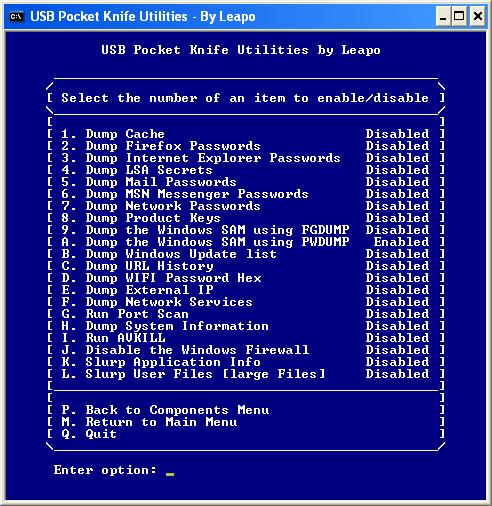 USB Pocket Knife Utilities - By Leapo
USB Pocket Knife Utilities by Leapo
[ Select the number of an item to enable/disable ]
[ 1. Dump Cache Disabled ]
[ 2. Dump Firefox Passwords Disabled ]
[ 3. Dump Internet Explorer Passwords Disabled ]
[ 4. Dump LSA Secrets Disabled ]
[ 5. Dump Mail Passwords Disabled ]
[ 6. Dump MSN Messenger Passwords Disabled ]
[ 7. Dump Network Passwords Disabled ]
[ 8. Dump Product Keys Disabled ]
[ 9. Dump the Windows SAM using FGDUMP Disabled ]
[ A. Dump the Windows SAM using PWDUMP Enabled ]
[ B. Dump Windows Update list Disabled ]
[ C. Dump URL History Disabled ]
[ D. Dump WIFI Password Hex Disabled ]
[ E. Dump External IP Disabled ]
[ F. Dump Network Services Disabled ]
[ G. Run Port Scan Disabled ]
[ H. Dump System Information Disabled ]
[ I. Run AVKILL Disabled ]
[ J. Disable the Windows Firewall Disabled ]
[ K. Slurp Application Info Disabled ]
[ L. Slurp User Files [large Files] Disabled ]
[ P. Back to Components Menu ]
[ M. Return to Main Menu ]
[ Q. Quit ]
Enter option: _